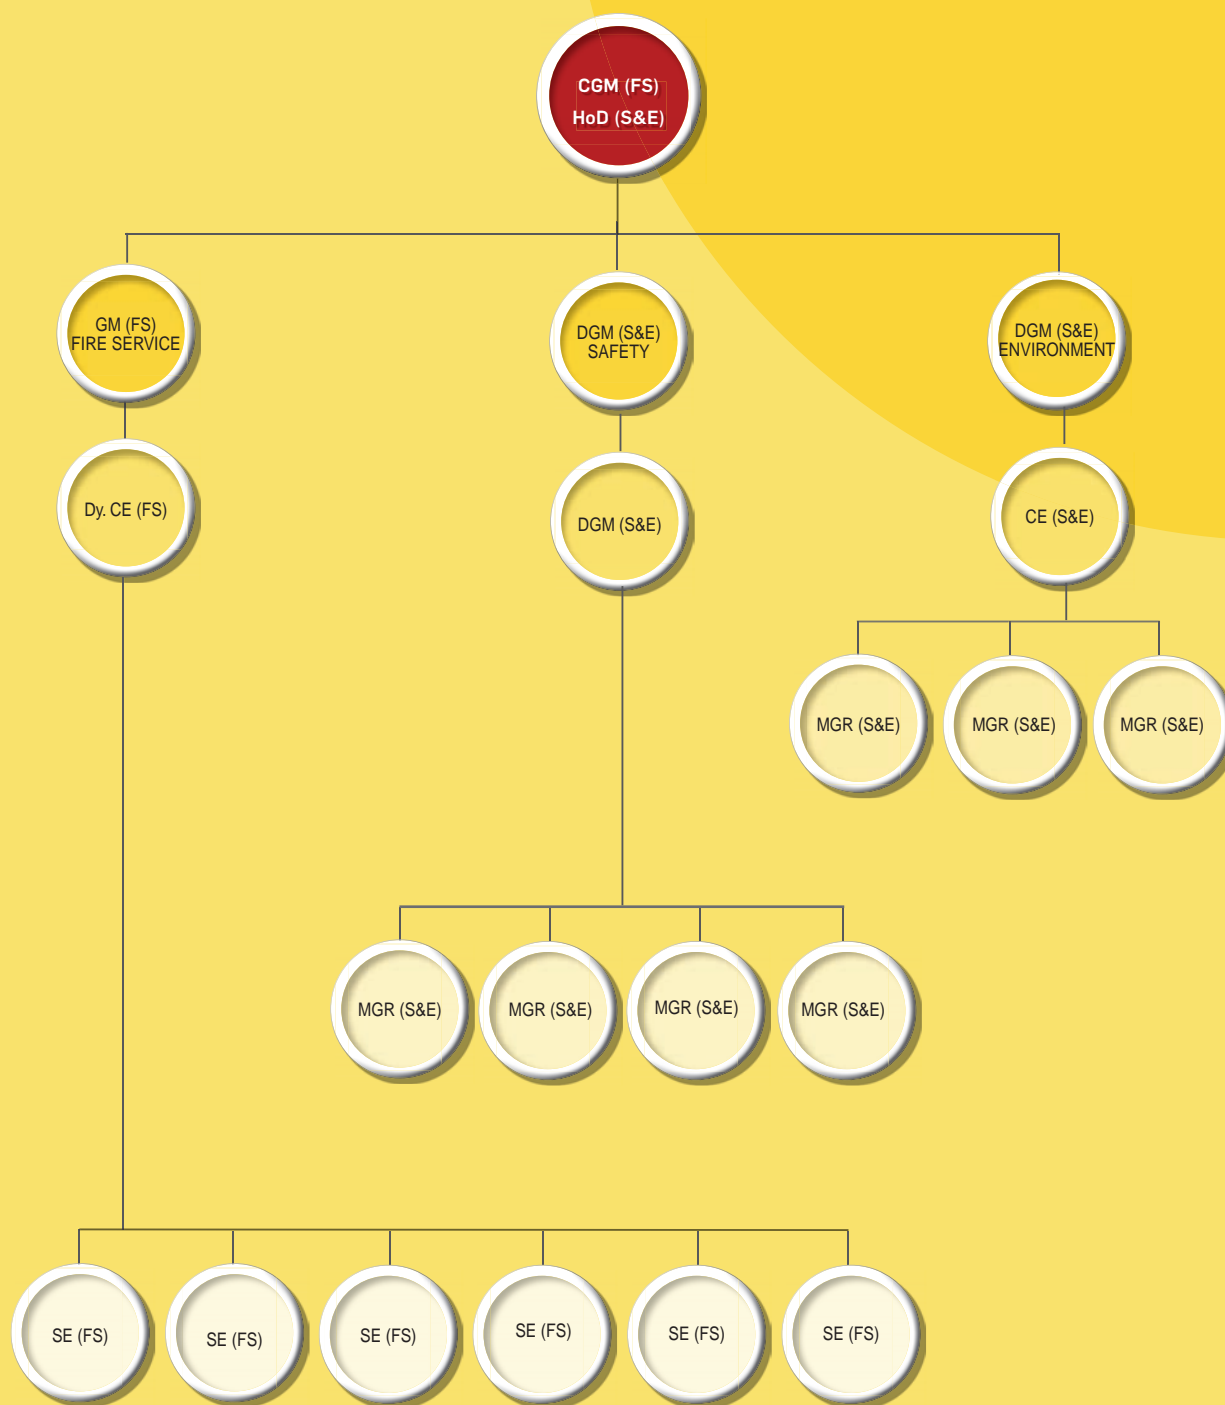 CGM (FS)
HoD (S&E)
GM (FS)
FIRE SERVICE
DGM (S&E)
SAFETY
DGM (S&E)
ENVIRONMENT
Dy. CE (FS)
DGM (S&E)
CE (S&E)
MGR (S&E)
MGR (S&E)
MGR (S&E)
MGR (S&E)
MGR (S&E)
MGR (S&E)
MGR (S&E)
SE (FS)
SE (FS)
SE (FS)
SE (FS)
SE (FS)
SE (FS)